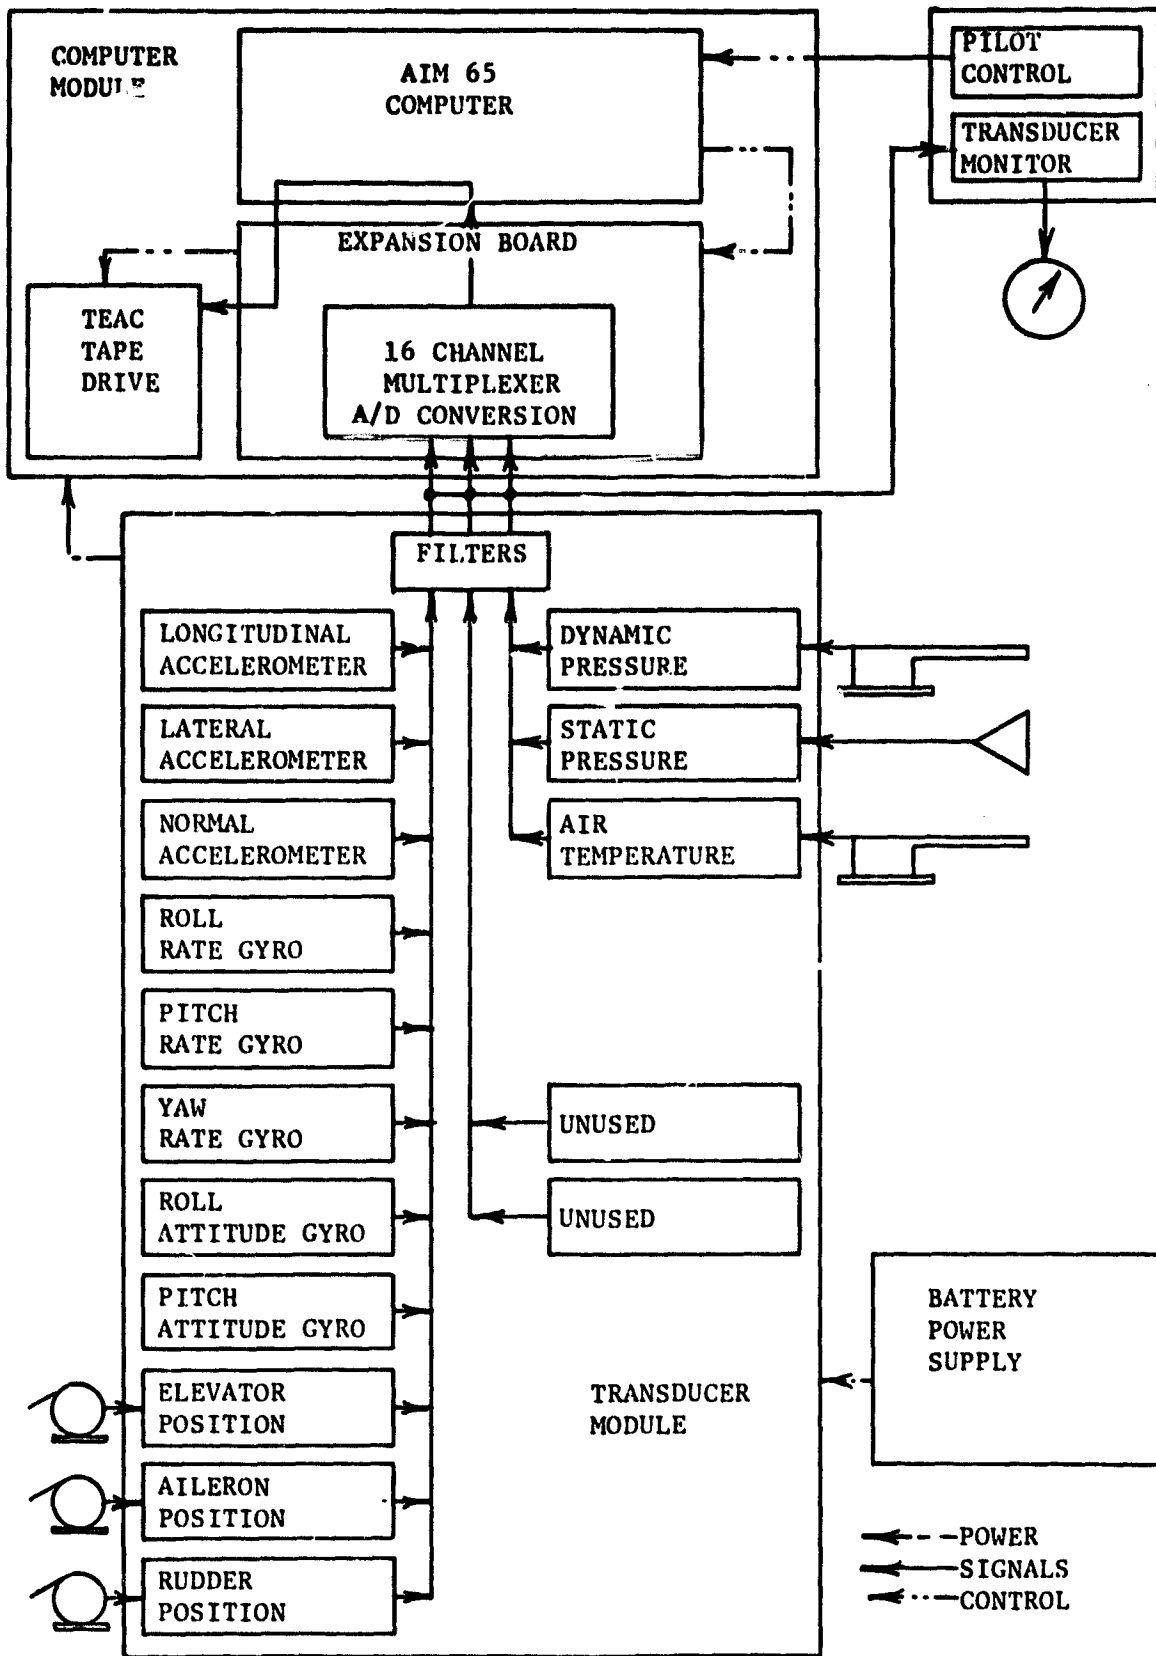 COMPUTER
MODULE
AIM 65
COMPUTER
PILOT
CONTROL
TRANSDUCER
MONITOR
EXPANSION BOARD
TEAC
TAPE
DRIVE
16 CHANNEL
MULTIPLEXER
A/D CONVERSION
FILTERS
LONGITUDINAL
ACCELEROMETER
DYNAMIC
PRESSURE
LATERAL
ACCELEROMETER
STATIC
PRESSURE
NORMAL
ACCELEROMETER
AIR
TEMPERATURE
ROLL
RATE GYRO
PITCH
RATE GYRO
YAW
RATE GYRO
UNUSED
ROLL
ATTITUDE GYRO
UNUSED
PITCH
ATTITUDE GYRO
BATTERY
POWER
SUPPLY
ELEVATOR
POSITION
TRANSDUCER
MODULE
AILERON
POSITION
RUDDER
POSITION
POWER
SIGNALS
CONTROL